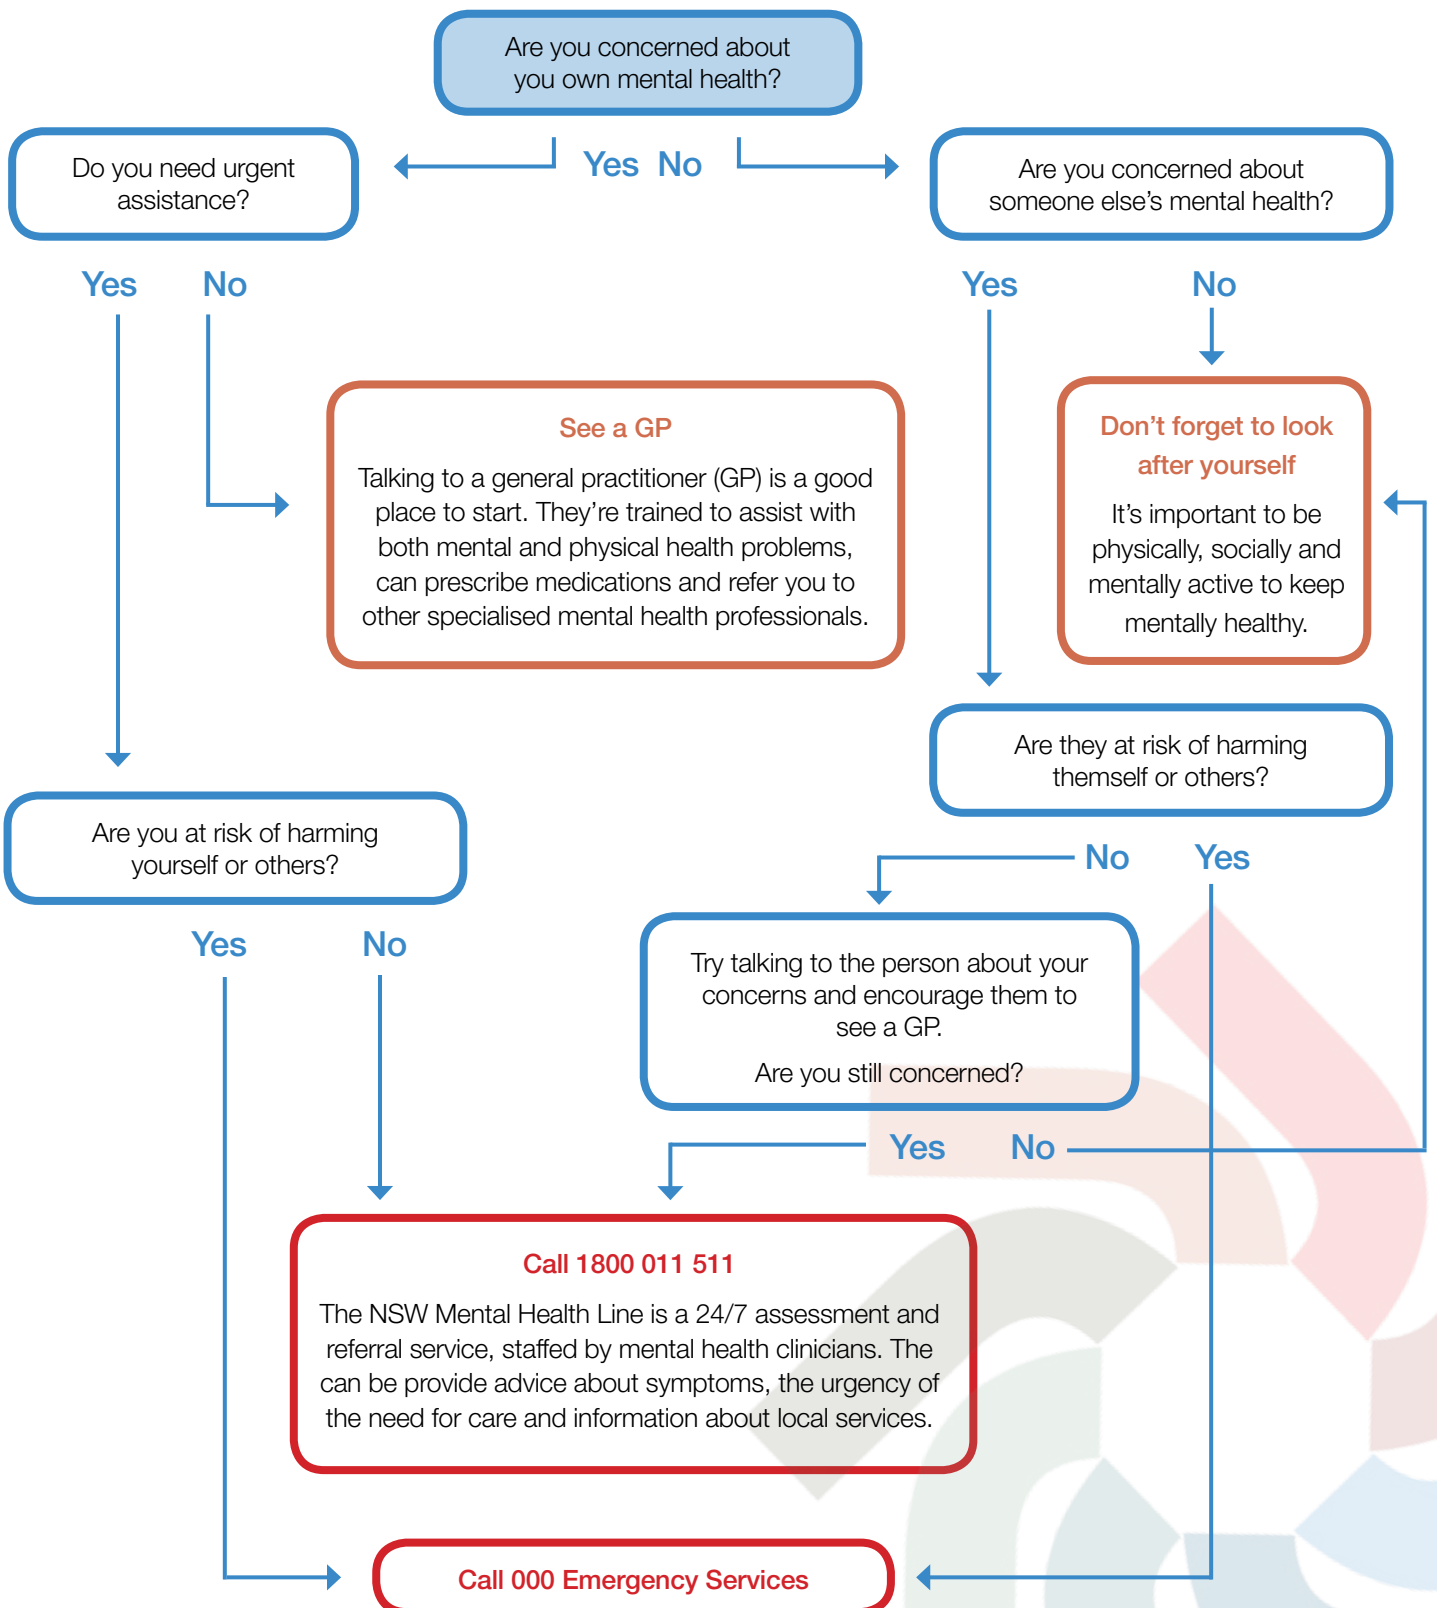 Are you concerned about
you own mental health?
Yes No
Do you need urgent
assistance?
Are you concerned about
someone else’s mental health?
Yes No
Yes No
See a GP
Talking to a general practitioner (GP) is a good
place to start. They’re trained to assist with
both mental and physical health problems,
can prescribe medications and refer you to
other specialised mental health professionals.
Don’t forget to look
after yourself
It’s important to be
physically, socially and
mentally active to keep
mentally healthy.
Are they at risk of harming
themself or others?
Are you at risk of harming
yourself or others?
No Yes
Yes No
Try talking to the person about your
concerns and encourage them to
see a GP.
Are you still concerned?
Yes No
Call 1800 011 511
The NSW Mental Health Line is a 24/7 assessment and
referral service, staffed by mental health clinicians. The
can be provide advice about symptoms, the urgency of
the need for care and information about local services.
Call 000 Emergency Services